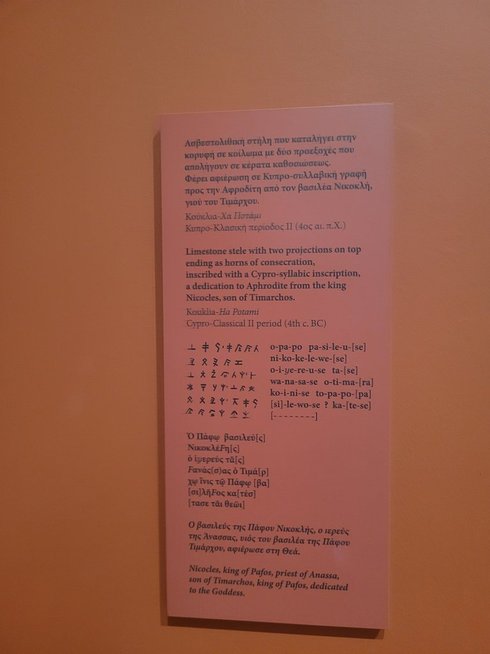 Ασβεστολιθική στήλη που καταλήγει στην
κορυφή σε κοίλωμα με δύο προεξοχές που
απολήγουν σε κέρατα καθοσιώσεως.
Φέρει αφιέρωση σε Κυπρο-συλλαβική γραφή
προς την Αφροδίτη από τον βασιλέα Νικοκλή,
γιού του Τιμάρχου.
Κούκλια-Χα Ποτάμι
Κυπρο-Κλασική περίοδος ΙΙ (4ος αι. π.Χ.)
Limestone stele with two projections on top
ending as horns of consecration,
inscribed with a Cypro-syllabic inscription,
a dedication to Aphrodite from the king
Nicocles, son of Timarchos.
Kouklia-Ha Potami
Cypro-Classical II period (4th c. BC)
o-pa-po pa-si-le-u-[se]
ni-ko-ke-le-we-[se]
o-i-ye-re-u-se ta-[se]
wa-na-sa-se o-ti-ma-[ra]
ko-i-ni-se to-pa-po-[pa]
[si]-le-wo-se ? ka-[te-se]
[- - - - - - - -]
Ὁ Πάφω βασιλεύ[ς]
ΝικοκλέϜη[ς]
ὁ ἱερεὺς τᾶ[ς]
Ϝανάσ(σ)ας ὁ Τιμά[ρ]
χω ἶνις τῶ Πάφω [βα]
[σι]λῆϜος κα[τέσ]
[τασε τᾶι θεῶι]
Ο βασιλεύς της Πάφου Νικοκλής, ο ιερεύς
της Άνασσας, υιός του βασιλέα της Πάφου
Τιμάρχου, αφιέρωσε στη Θεά.
Nicocles, king of Pafos, priest of Anassa,
son of Timarchos, king of Pafos, dedicated
to the Goddess.